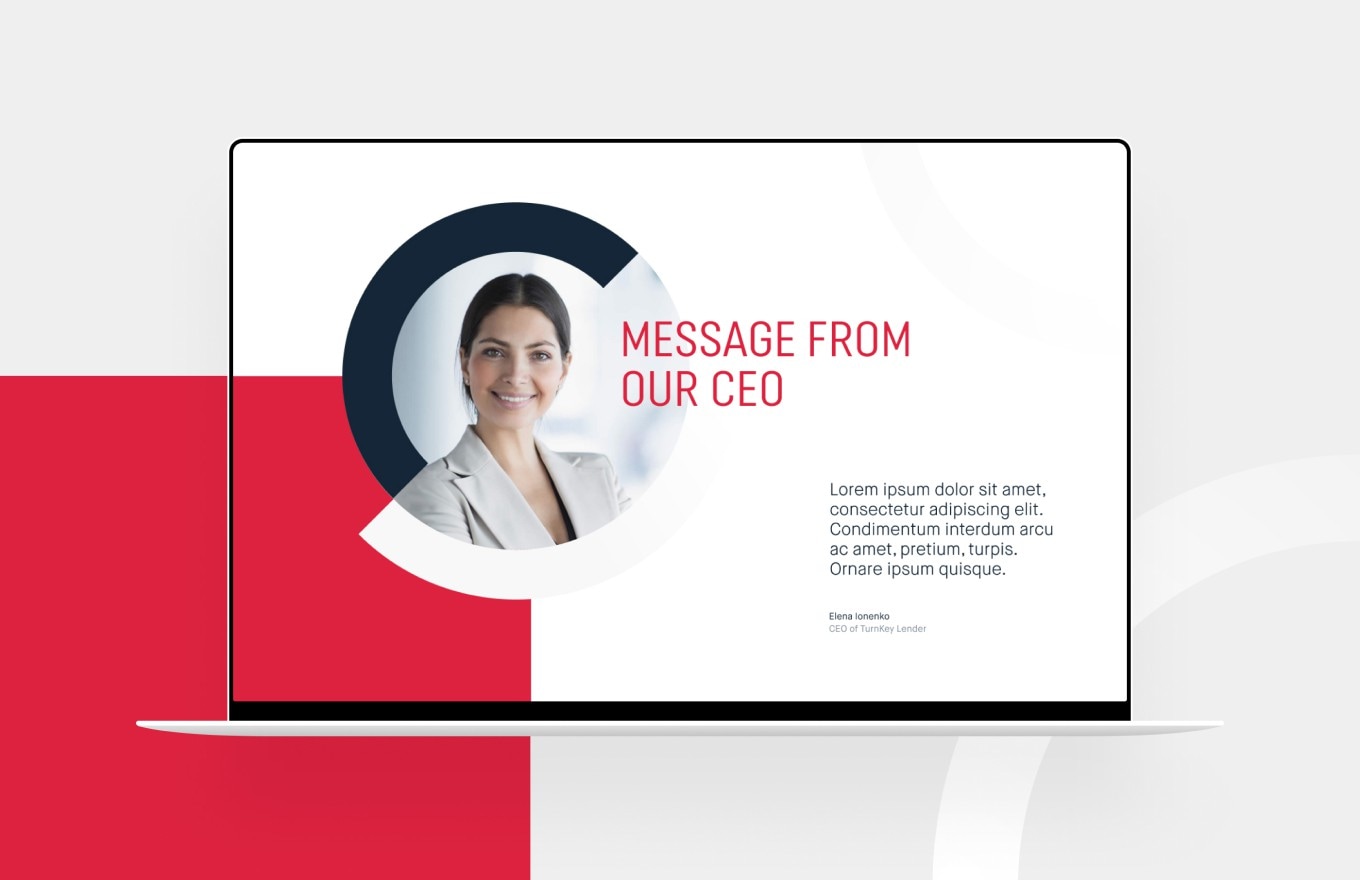 MESSAGE FROM
OUR CEO
Lorem ipsum dolor sit amet,
consectetur adipiscing elit.
Condimentum interdum arcu
ac amet, pretium, turpis.
Ornare ipsum quisque.
Elena Ionenko
CEO of TurnKey Lender